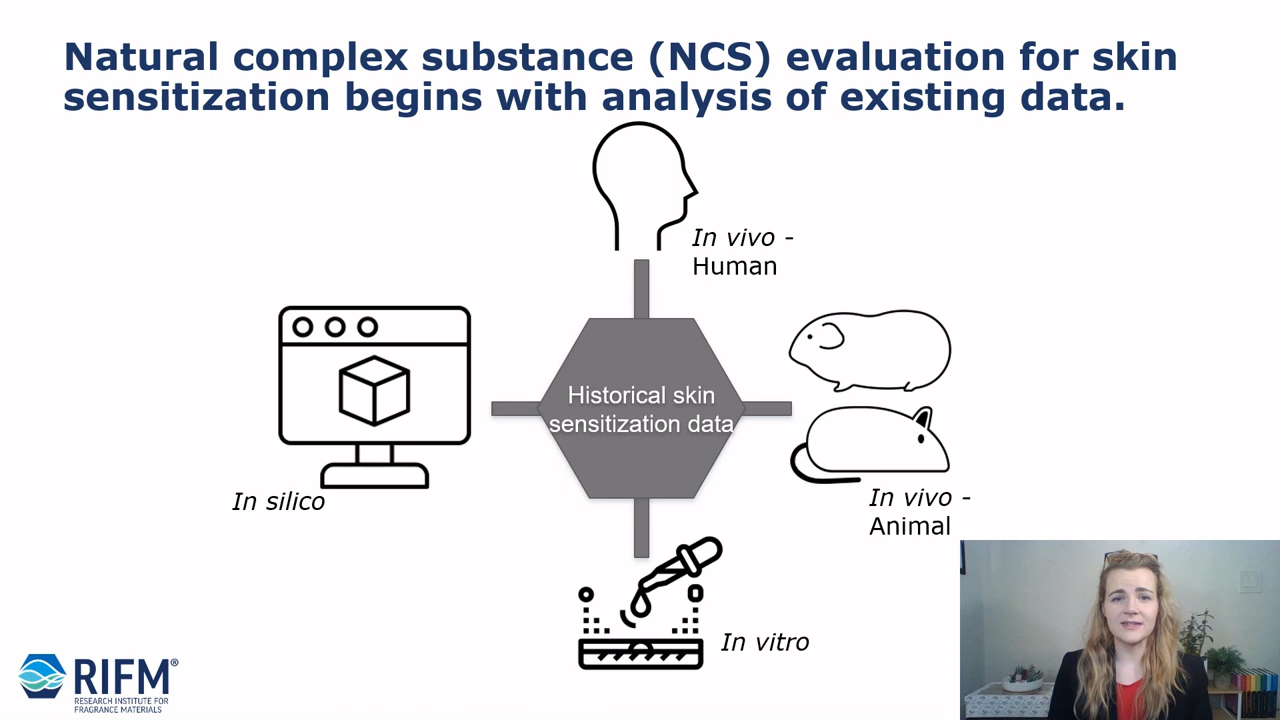 Natural complex substance (NCS) evaluation for skin
sensitization begins with analysis of existing data.
In vivo -
Human
Historical skin
sensitization data
In silico
In vivo -
Animal
In vitro
RIFM®
RESEARCH INSTITUTE FOR
FRAGRANCE MATERIALS